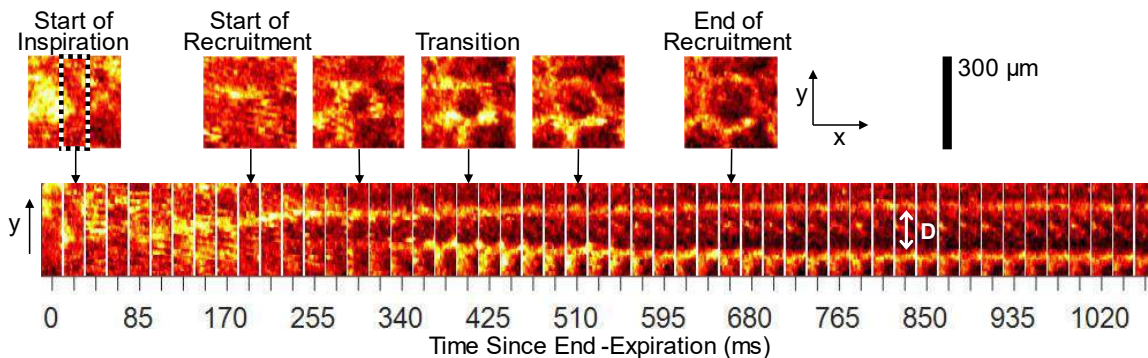 Start of
Inspiration
Start of
Recruitment
Transition
End of
Recruitment
300 µm
y
x
y
D
0 85 170 255 340 425 510 595 680 765 850 935 1020
Time Since End -Expiration (ms)